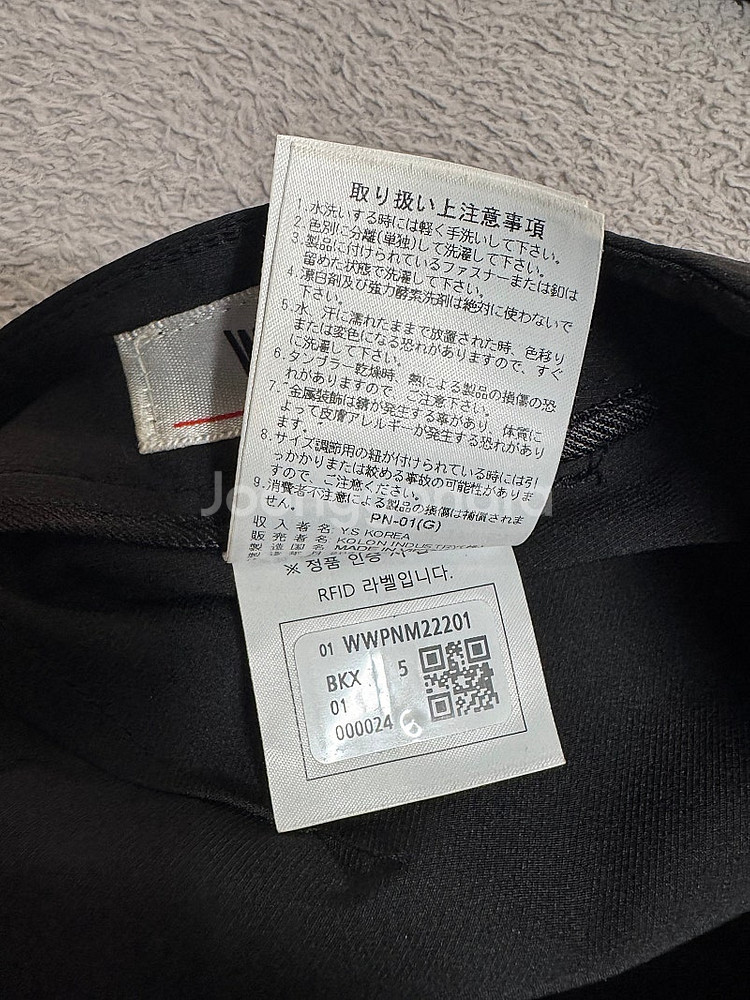 取り扱い上注意事項
1. 水洗いする時には軽く手洗いして下さい。
2. 色別に分離(単独)して洗濯して下さい。
3. 製品に付けられているファスナーまたは釦は
留めた状態で洗濯して下さい。
4. 漂白剤及び強力酵素洗剤は絶対に使わないで
下さい。
5. 水、汗に濡れたままで放置された時、色移り
または変色になる恐れがありますので、すぐ
に洗濯して下さい。
6. タンブラー乾燥時、熱による製品の損傷の恐
れがありますので、ご注意下さい。
7. 金属装飾は錆が発生する事があり、体質に
よって皮膚アレルギーが発生する恐れがあり
ます。
8. サイズ調節用の紐が付けられている時には引
っかかりまたは絞める事故の可能性がありま
すので、ご注意ください。
9. 消費者不注意による製品の損傷は補償されま
せん。
PN-01(G)
収入者名 YS KOREA
販売者名 KOLON
製造国名 MADE IN
※ 정품 인증
RFID 라벨입니다.
01 WWPNM22201
BKX 5
01
000024
Joongonara